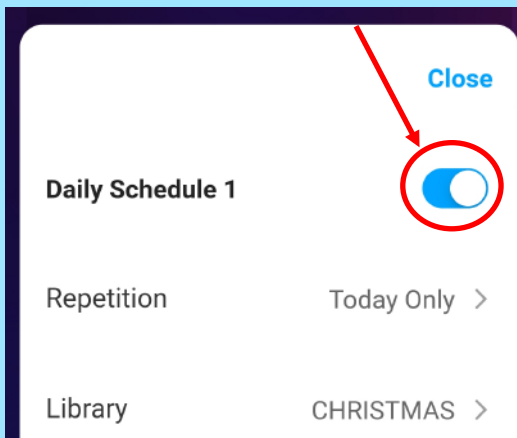 Close
Daily Schedule 1
Repetition Today Only >
Library CHRISTMAS >